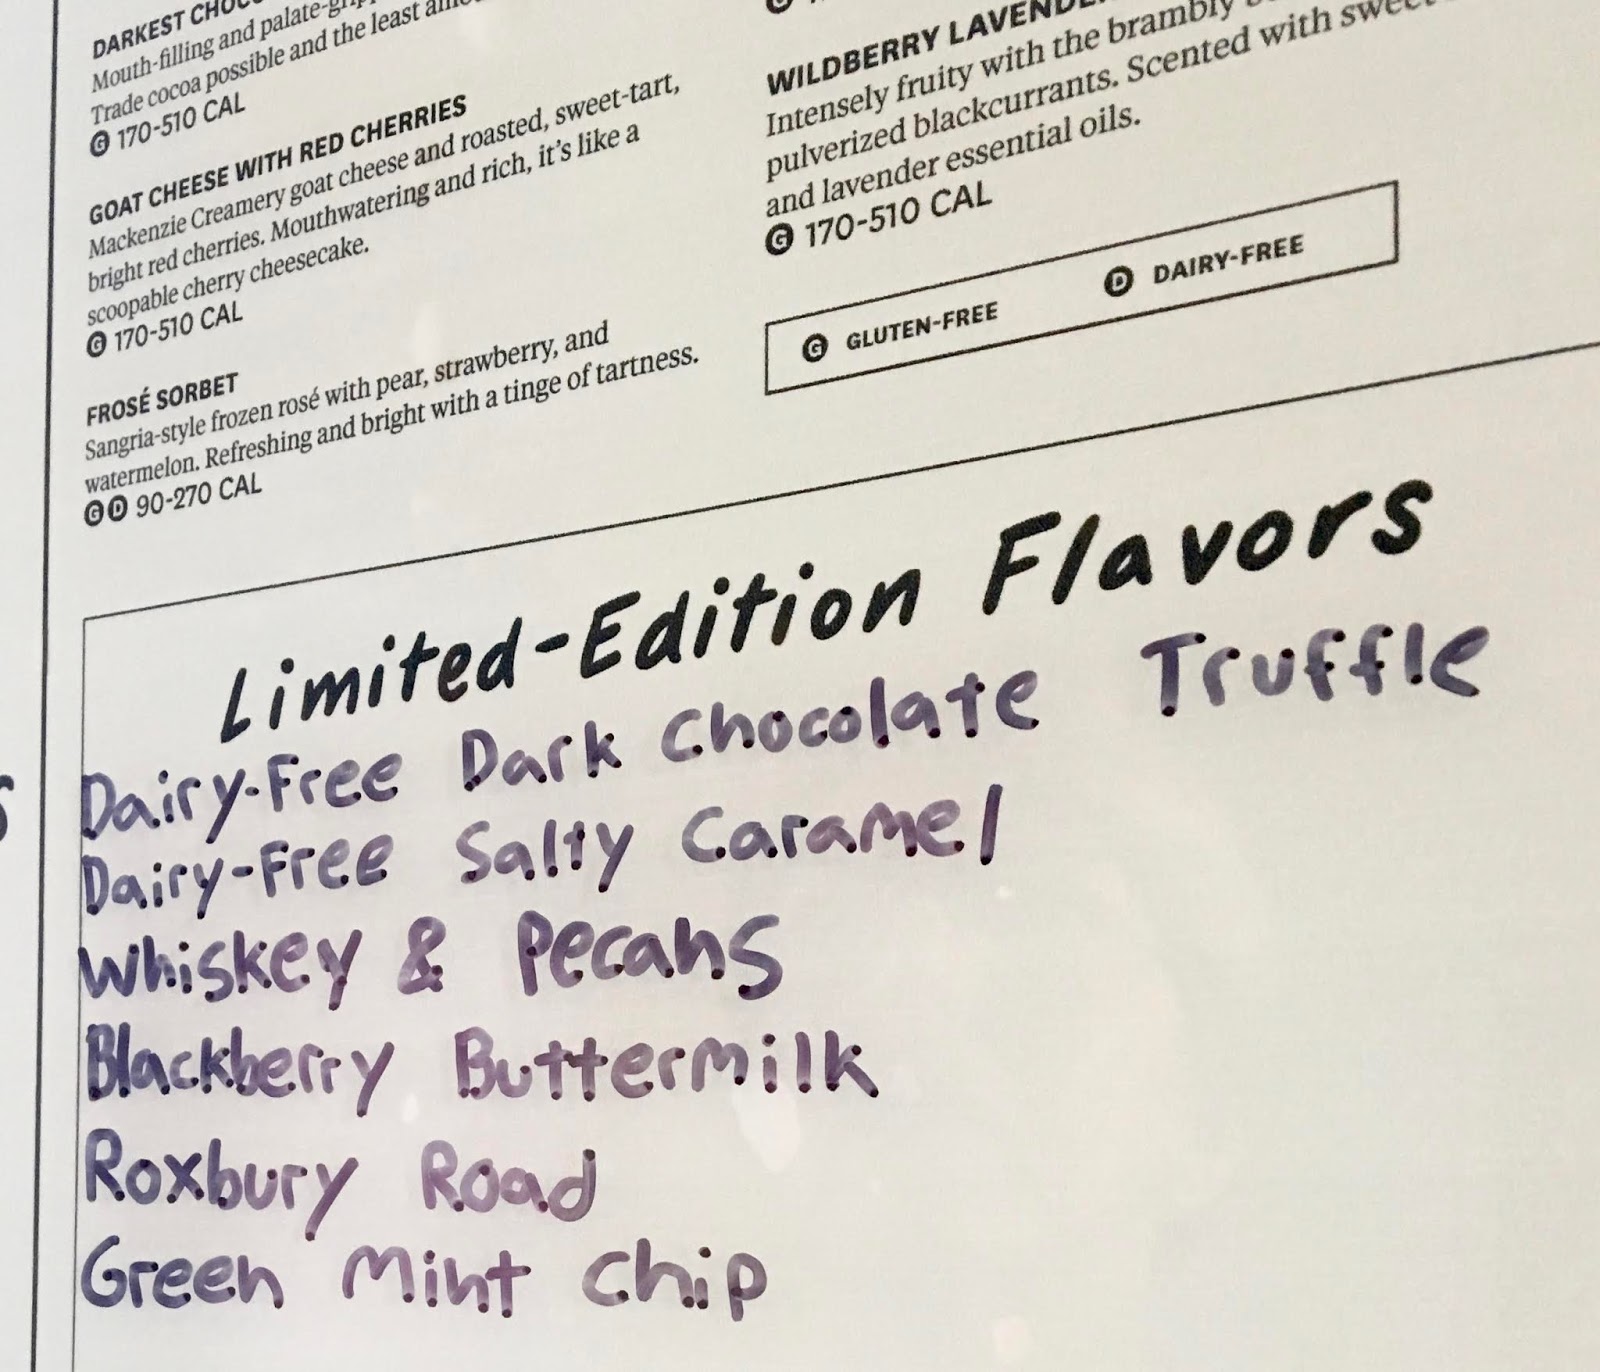 DARKEST
Mouth-filling and
Trade cocoa possible and the least
G 170-510 CAL
GOAT CHEESE WITH RED CHERRIES
Mackenzie Creamery goat cheese and roasted, sweet-tart,
bright red cherries. Mouthwatering and rich, it's like a
scoopable cherry cheesecake.
G 170-510 CAL
FROSÉ SORBET
Sangria-style frozen rosé with pear, strawberry, and
watermelon. Refreshing and bright with a tinge of tartness.
G D 90-270 CAL
WILDBERRY
Intensely fruity with the brambly
pulverized blackcurrants. Scented with sweet
and lavender essential oils.
G 170-510 CAL
G GLUTEN-FREE D DAIRY-FREE
Limited-Edition Flavors
Dairy-Free Dark Chocolate Truffle
Dairy-Free Salty Caramel
Whiskey & Pecans
Blackberry Buttermilk
Roxbury Road
Green Mint Chip